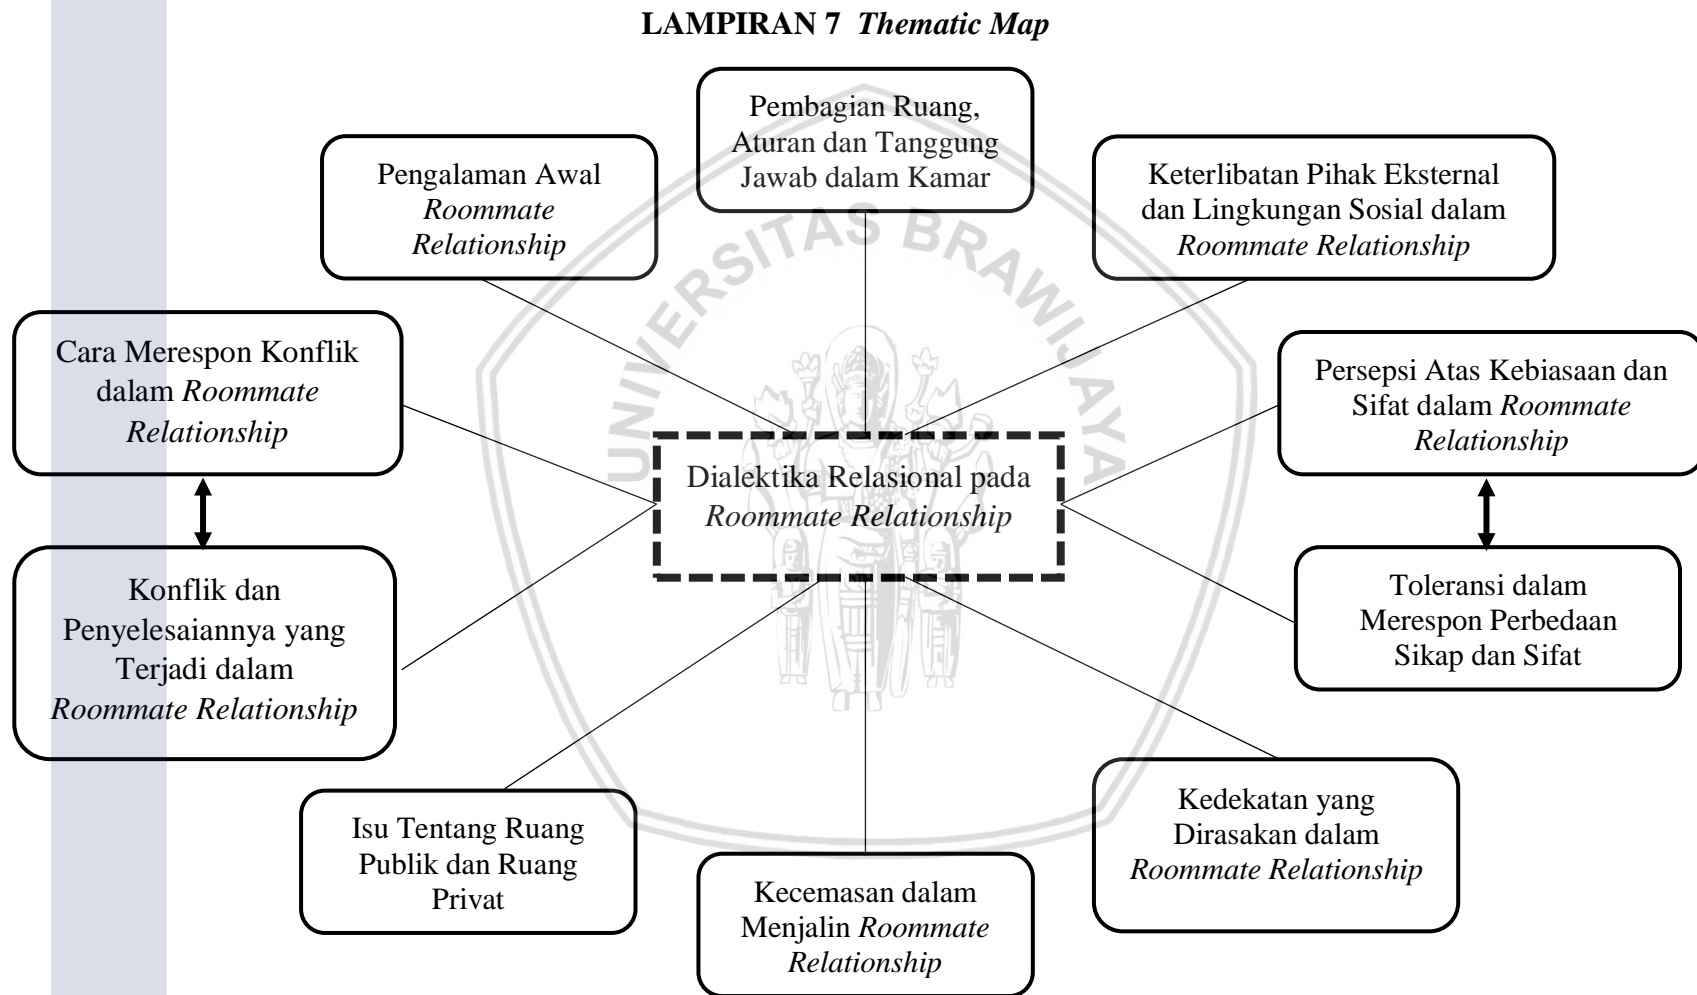 LAMPIRAN 7 Thematic Map
Pembagian Ruang,
Aturan dan Tanggung
Jawab dalam Kamar
Pengalaman Awal
Roommate
Relationship
Keterlibatan Pihak Eksternal
dan Lingkungan Sosial dalam
Roommate Relationship
Cara Merespon Konflik
dalam Roommate
Relationship
Persepsi Atas Kebiasaan dan
Sifat dalam Roommate
Relationship
Dialektika Relasional pada
Roommate Relationship
Konflik dan
Penyelesaiannya yang
Terjadi dalam
Roommate Relationship
Toleransi dalam
Merespon Perbedaan
Sikap dan Sifat
Isu Tentang Ruang
Publik dan Ruang
Privat
Kecemasan dalam
Menjalin Roommate
Relationship
Kedekatan yang
Dirasakan dalam
Roommate Relationship
UNIVERSITAS BRAWIJAYA